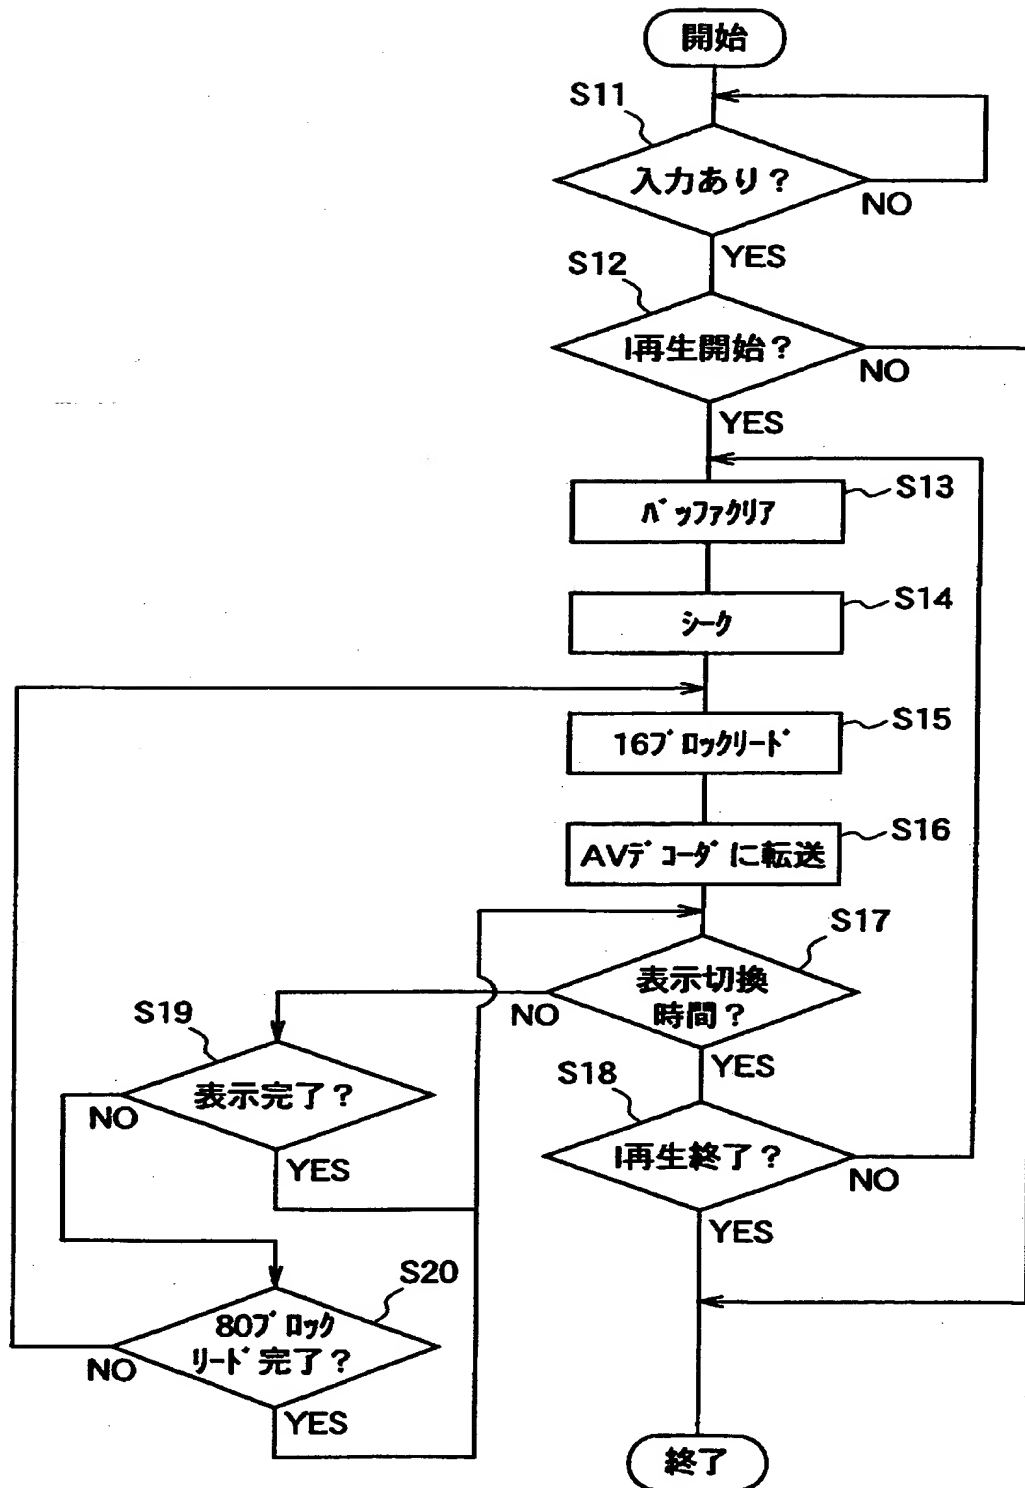 開始
S11
入力あり?
NO
YES
S12
I再生開始?
NO
YES
S13
バッファクリア
S14
シーク
S15
16ブロックリード
S16
AVデコーダに転送
S17
表示切換
時間?
NO
YES
S19
表示完了?
NO
YES
S18
I再生終了?
NO
YES
S20
80ブロック
リード完了?
NO
YES
終了